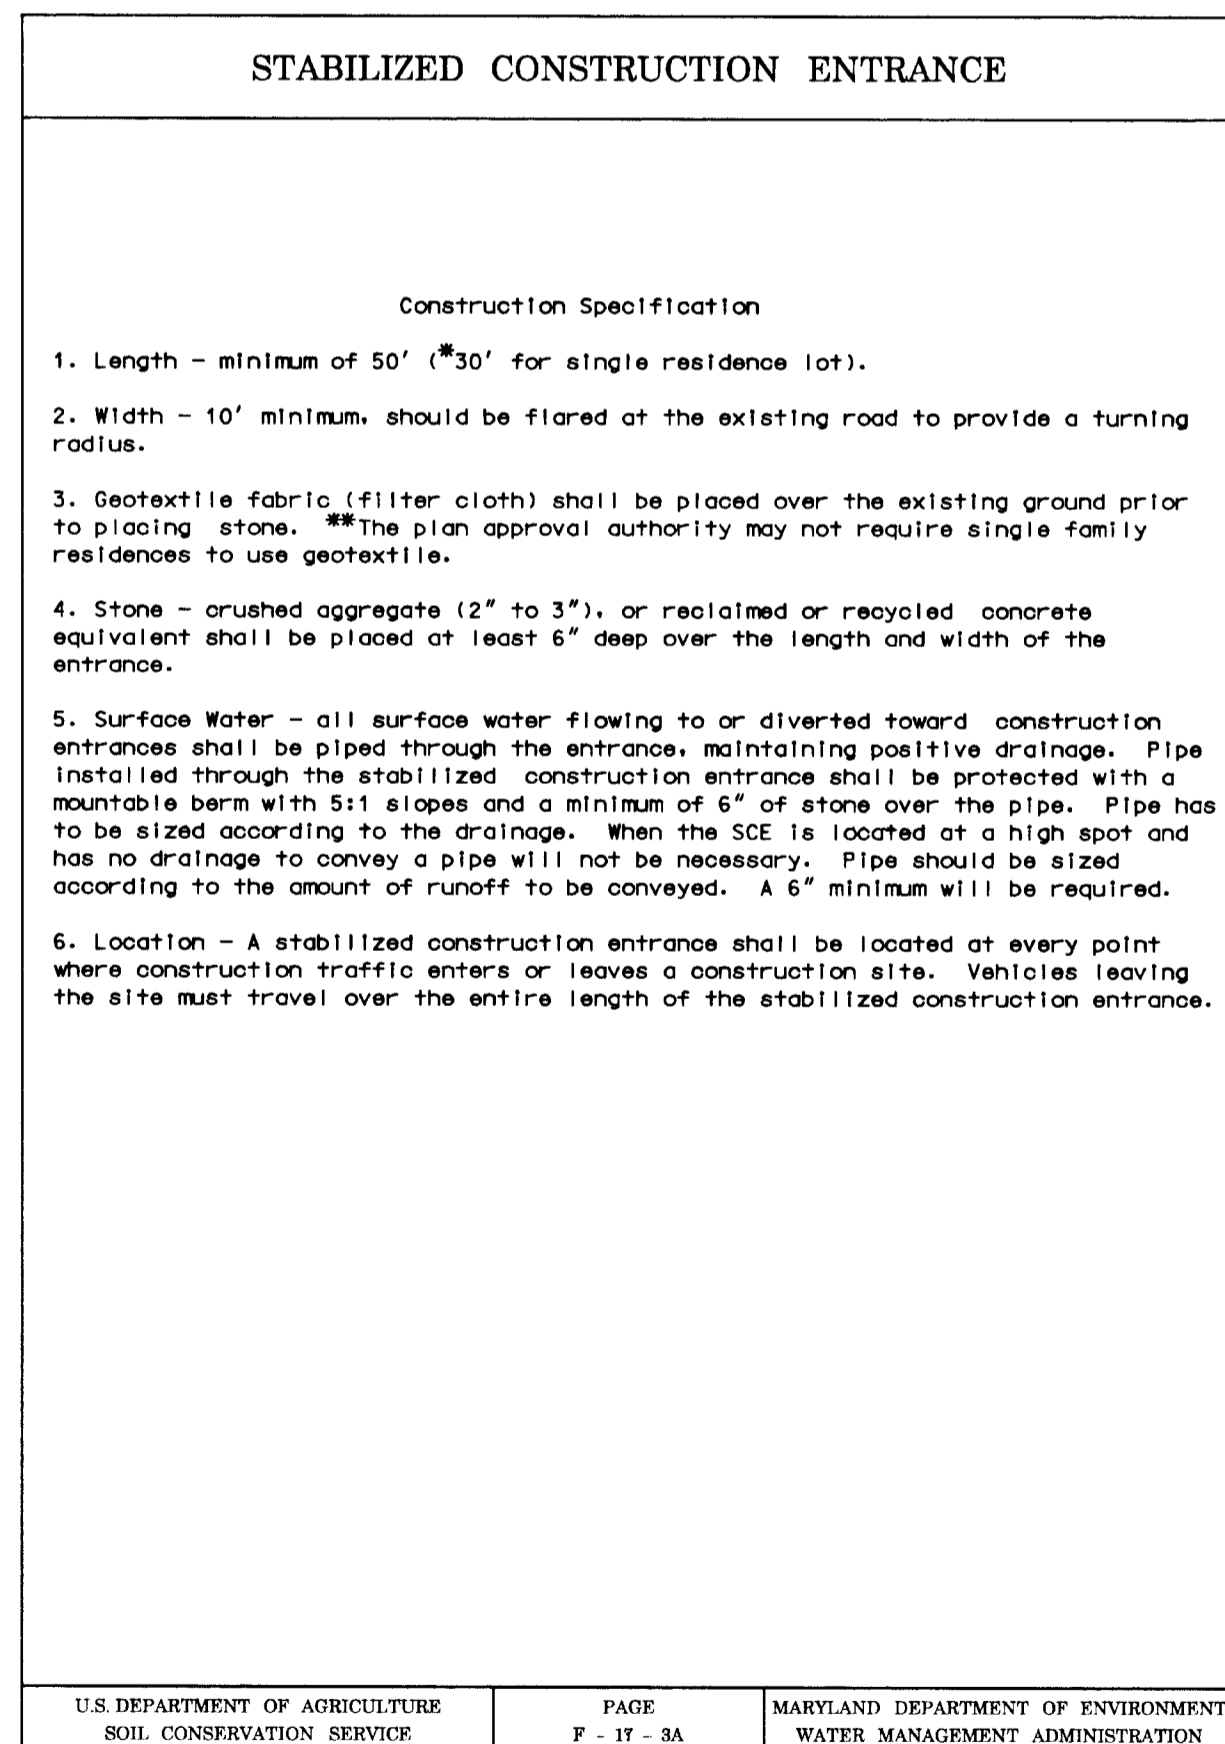 STABILIZED CONSTRUCTION ENTRANCE
Construction Specification
1. Length - minimum of 50' (*30' for single residence lot).
2. Width - 10' minimum, should be flared at the existing road to provide a turning
radius.
3. Geotextile fabric (filter cloth) shall be placed over the existing ground prior
to placing stone. **The plan approval authority may not require single family
residences to use geotextile.
4. Stone - crushed aggregate (2" to 3"), or reclaimed or recycled concrete
equivalent shall be placed at least 6" deep over the length and width of the
entrance.
5. Surface Water - all surface water flowing to or diverted toward construction
entrances shall be piped through the entrance, maintaining positive drainage. Pipe
installed through the stabilized construction entrance shall be protected with a
mountable berm with 5:1 slopes and a minimum of 6" of stone over the pipe. Pipe has
to be sized according to the drainage. When the SCE is located at a high spot and
has no drainage to convey a pipe will not be necessary. Pipe should be sized
according to the amount of runoff to be conveyed. A 6" minimum will be required.
6. Location - A stabilized construction entrance shall be located at every point
where construction traffic enters or leaves a construction site. Vehicles leaving
the site must travel over the entire length of the stabilized construction entrance.
U.S. DEPARTMENT OF AGRICULTURE
SOIL CONSERVATION SERVICE
PAGE
F - 17 - 3A
MARYLAND DEPARTMENT OF ENVIRONMENT
WATER MANAGEMENT ADMINISTRATION